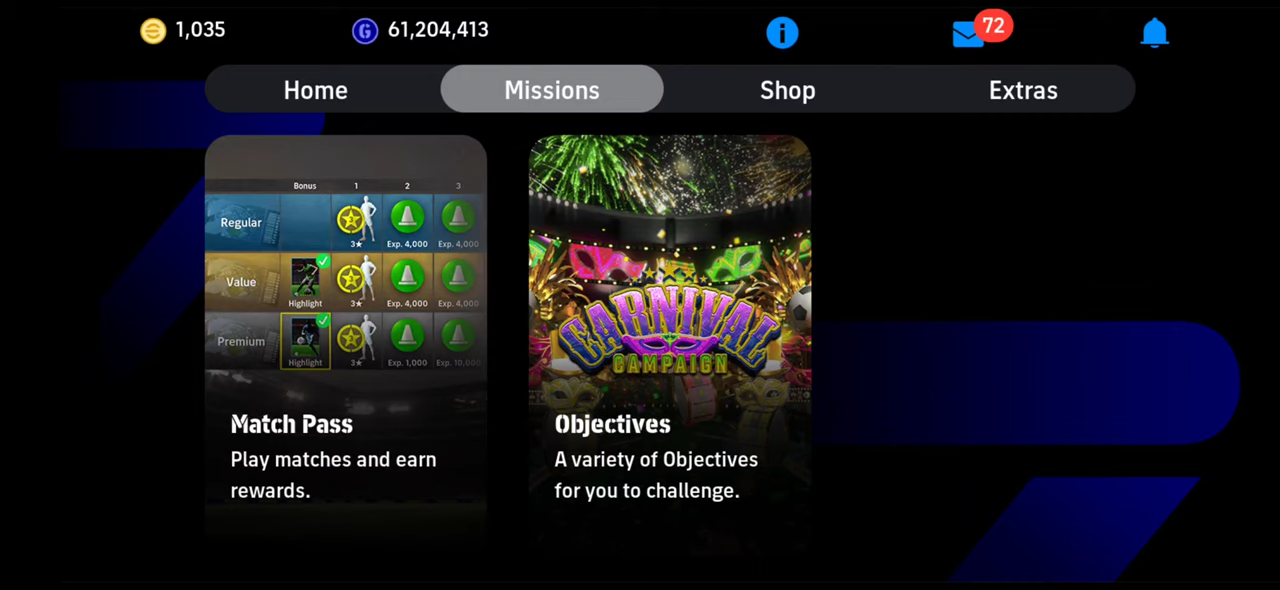 1,035
61,204,413
72
Home
Missions
Shop
Extras
Bonus 1 2 3
Regular
3★ Exp. 4,000 Exp. 4,000
Value
Highlight 3★ Exp. 4,000 Exp. 4,000
Premium
Highlight 3★ Exp. 1,000 Exp. 10,000
Match Pass
Play matches and earn
rewards.
CARNIVAL
CAMPAIGN
Objectives
A variety of Objectives
for you to challenge.